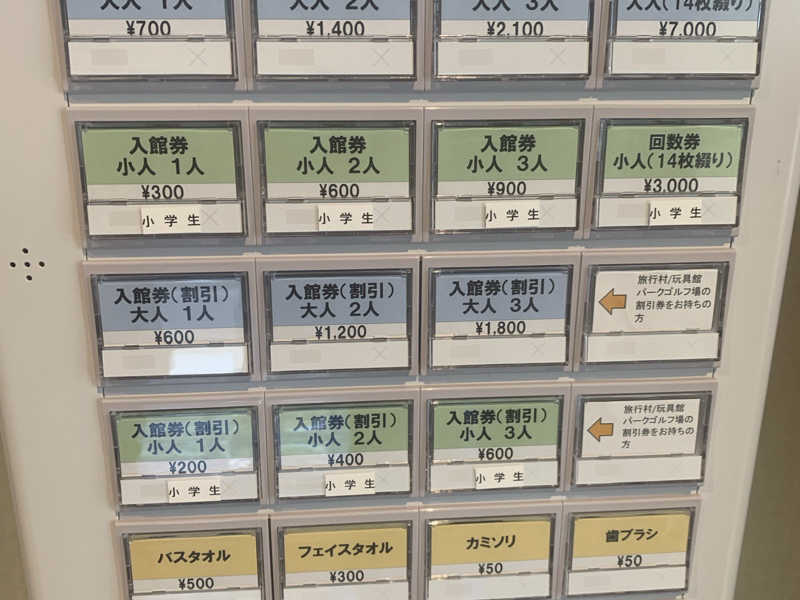 大人 1人
¥700
大人 2人
¥1,400
大人 3人
¥2,100
大人(14枚綴り)
¥7,000
入館券
小人 1人
¥300
小学生
入館券
小人 2人
¥600
小学生
入館券
小人 3人
¥900
小学生
回数券
小人(14枚綴り)
¥3,000
小学生
入館券(割引)
大人 1人
¥600
入館券(割引)
大人 2人
¥1,200
入館券(割引)
大人 3人
¥1,800
旅行村/玩具館
パークゴルフ場の
割引券をお持ちの
方
入館券(割引)
小人 1人
¥200
小学生
入館券(割引)
小人 2人
¥400
小学生
入館券(割引)
小人 3人
¥600
小学生
旅行村/玩具館
パークゴルフ場の
割引券をお持ちの
方
バスタオル
¥500
フェイスタオル
¥300
カミソリ
¥50
歯ブラシ
¥50